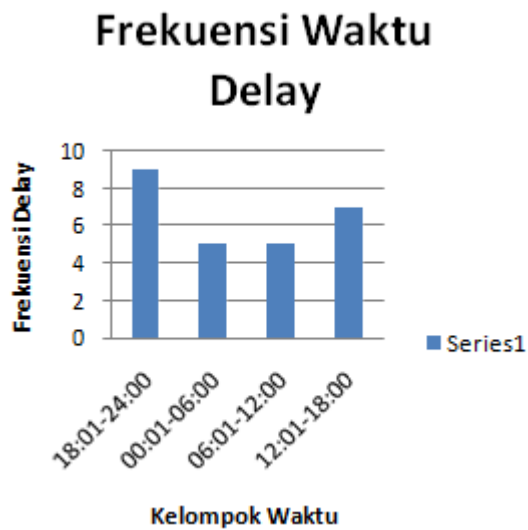 Frekuensi Waktu
Delay
Frekuensi Delay
10
8
6
4
2
0
18:01-24:00
00:01-06:00
06:01-12:00
12:01-18:00
Series1
Kelompok Waktu